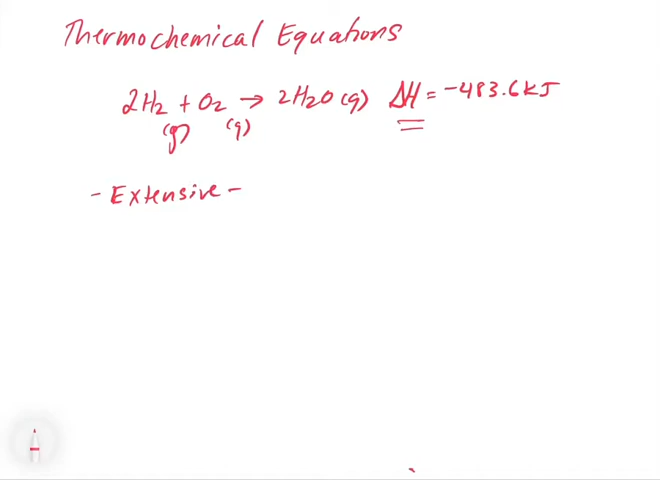 Thermochemical Equations
2H2 + O2 → 2H2O (g) ΔH = -483.6kJ
(g) (g)
- Extensive -